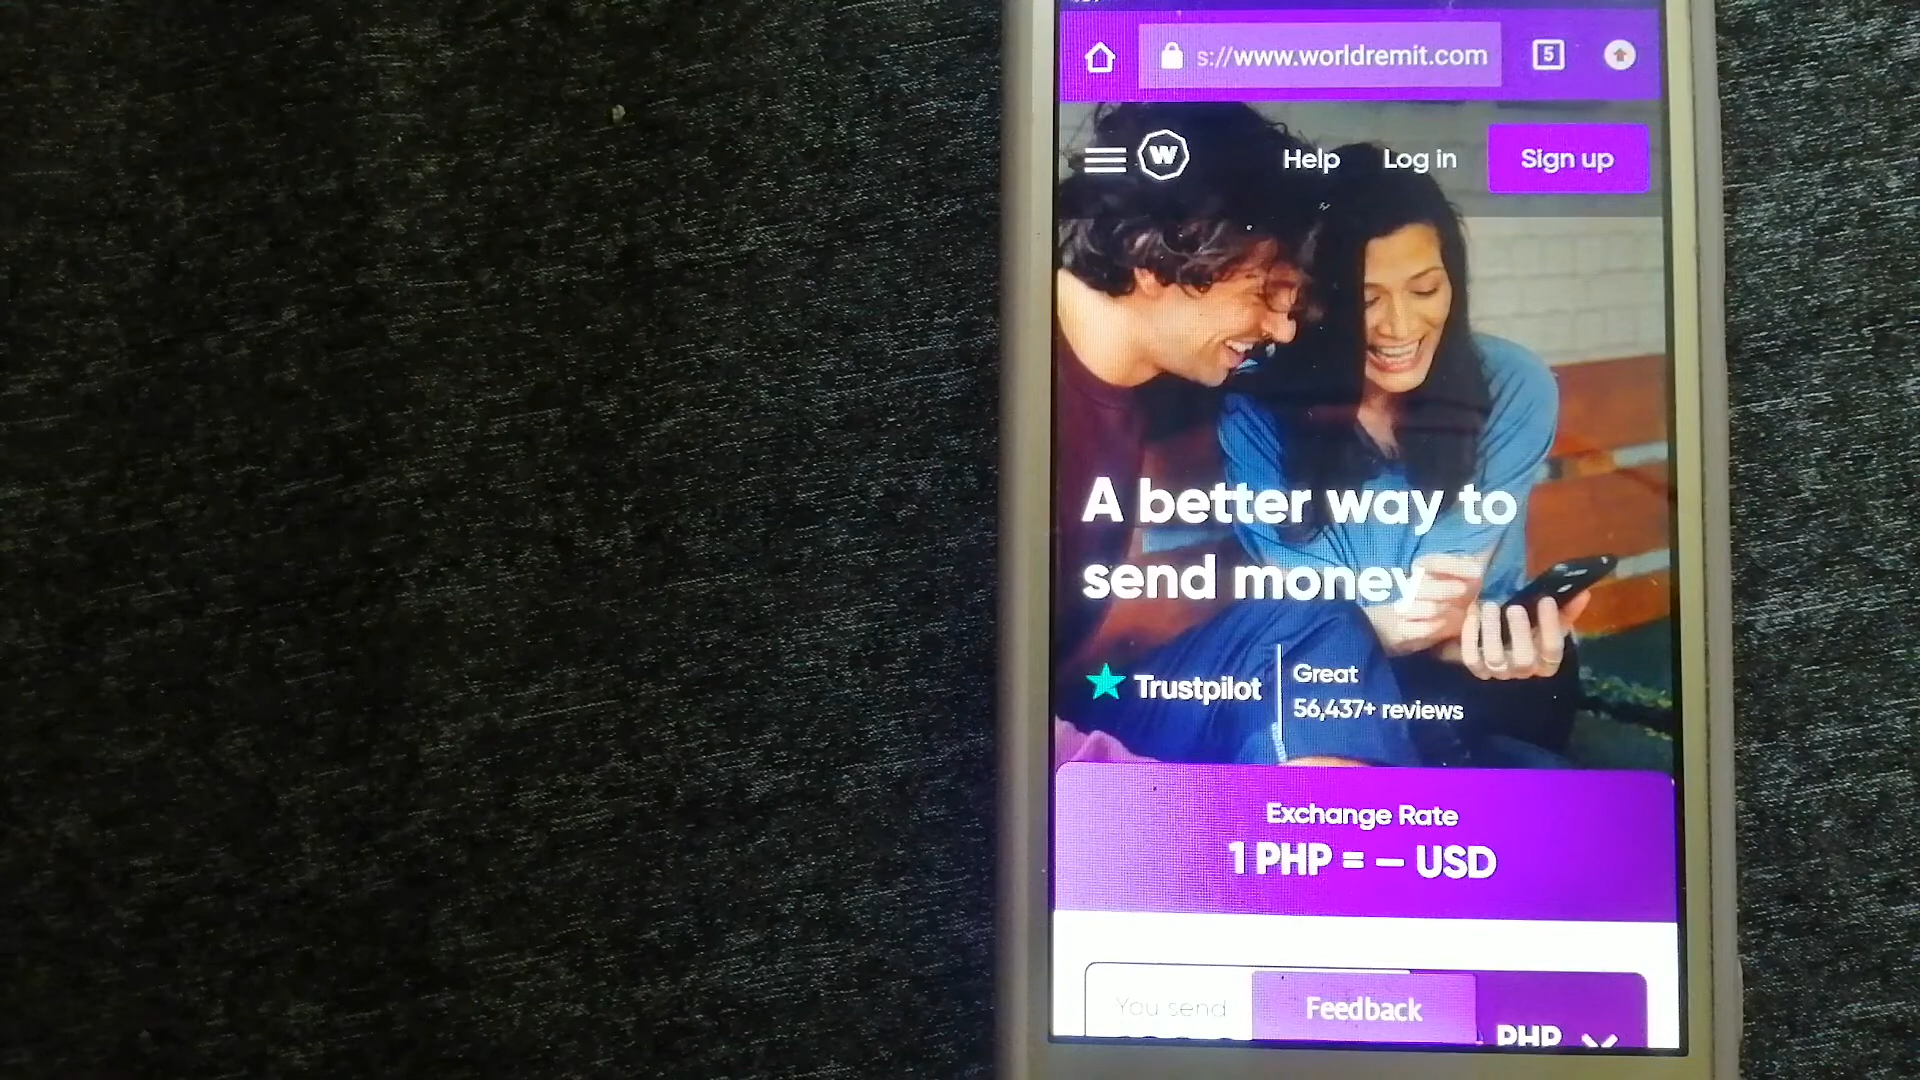 s://www.worldremit.com
5
W
Help
Log in
Sign up
A better way to
send money
Trustpilot
Great
56,437+ reviews
Exchange Rate
1 PHP = — USD
You send
Feedback
PHP